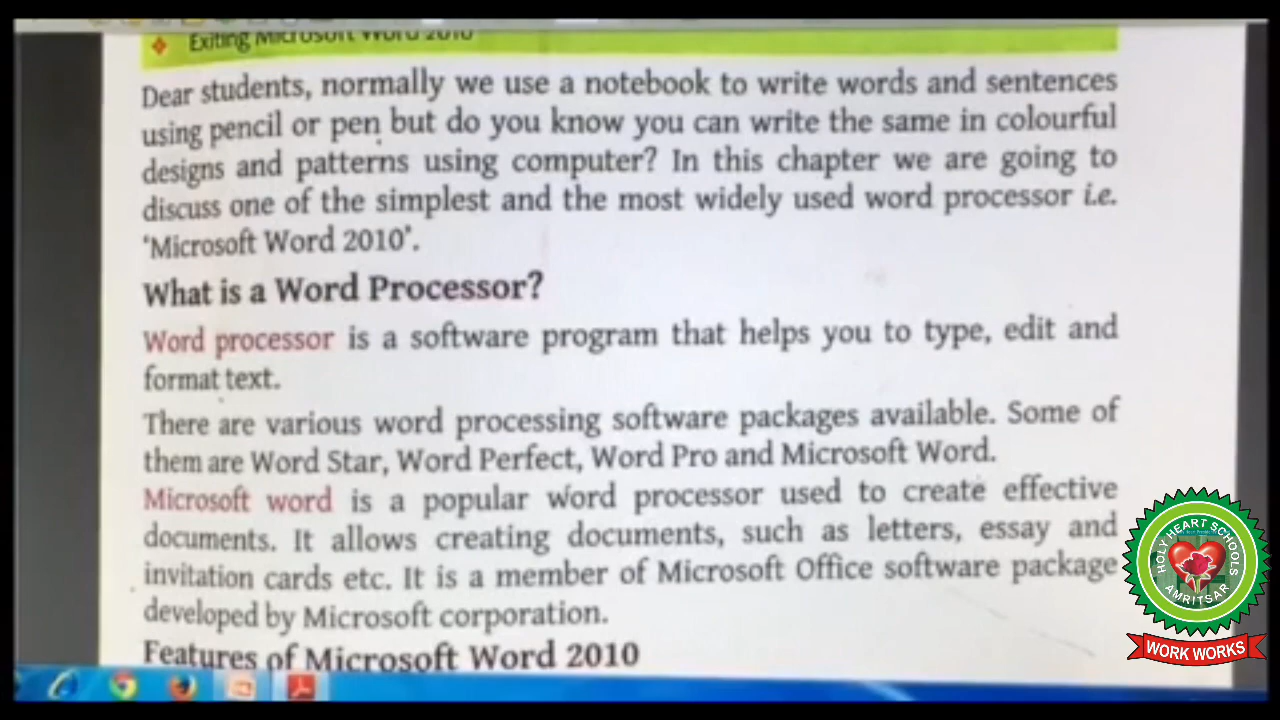 Exiting Microsoft Word 2010
Dear students, normally we use a notebook to write words and sentences
using pencil or pen but do you know you can write the same in colourful
designs and patterns using computer? In this chapter we are going to
discuss one of the simplest and the most widely used word processor i.e.
'Microsoft Word 2010'.
What is a Word Processor?
Word processor is a software program that helps you to type, edit and
format text.
There are various word processing software packages available. Some of
them are Word Star, Word Perfect, Word Pro and Microsoft Word.
Microsoft word is a popular word processor used to create effective
documents. It allows creating documents, such as letters, essay and
invitation cards etc. It is a member of Microsoft Office software package
developed by Microsoft corporation.
Features of Microsoft Word 2010
HOLY HEART SCHOOLS
AMRITSAR
WORK WORKS